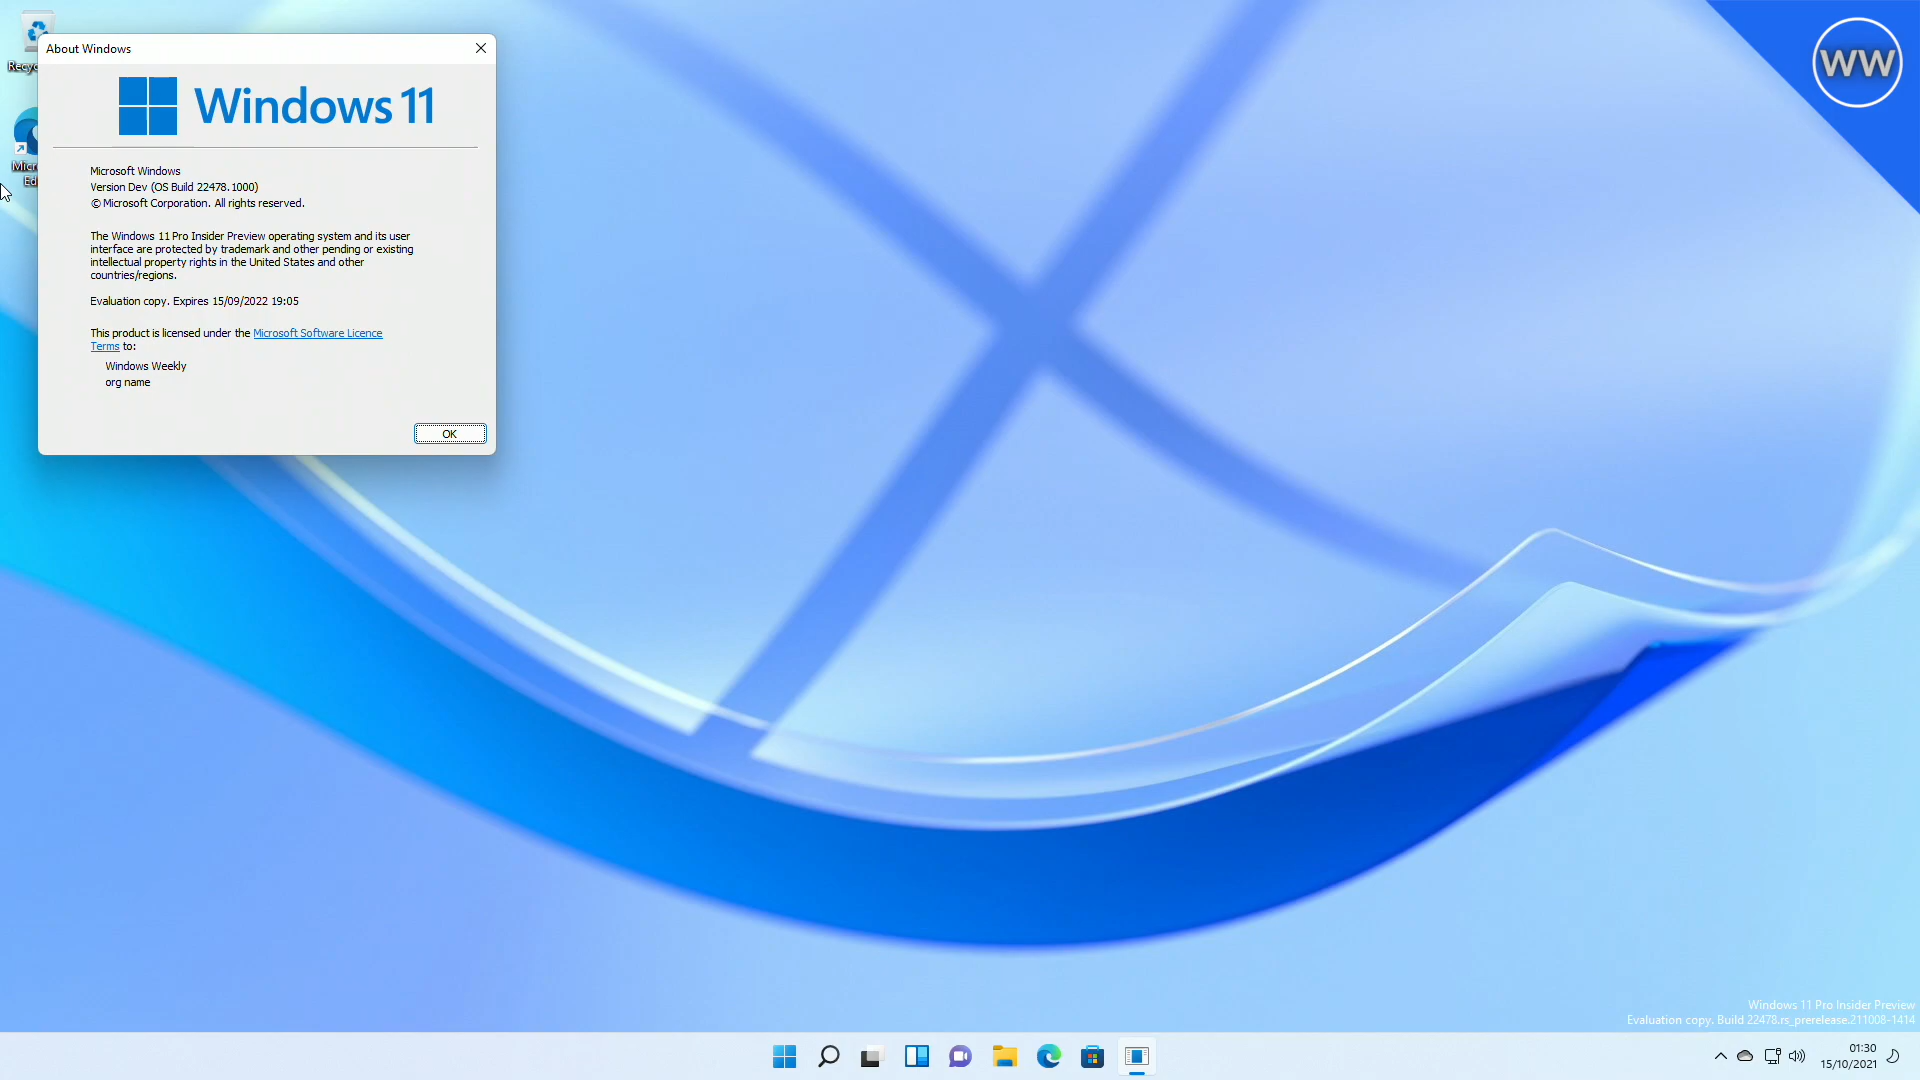 Recyc
About Windows
Windows 11
Micro
Ed
Microsoft Windows
Version Dev (OS Build 22478.1000)
© Microsoft Corporation. All rights reserved.
The Windows 11 Pro Insider Preview operating system and its user
interface are protected by trademark and other pending or existing
intellectual property rights in the United States and other
countries/regions.
Evaluation copy. Expires 15/09/2022 19:05
This product is licensed under the Microsoft Software Licence
Terms to:
Windows Weekly
org name
OK
WW
Windows 11 Pro Insider Preview
Evaluation copy. Build 22478.rs_prerelease.211008-1414
01:30
15/10/2021